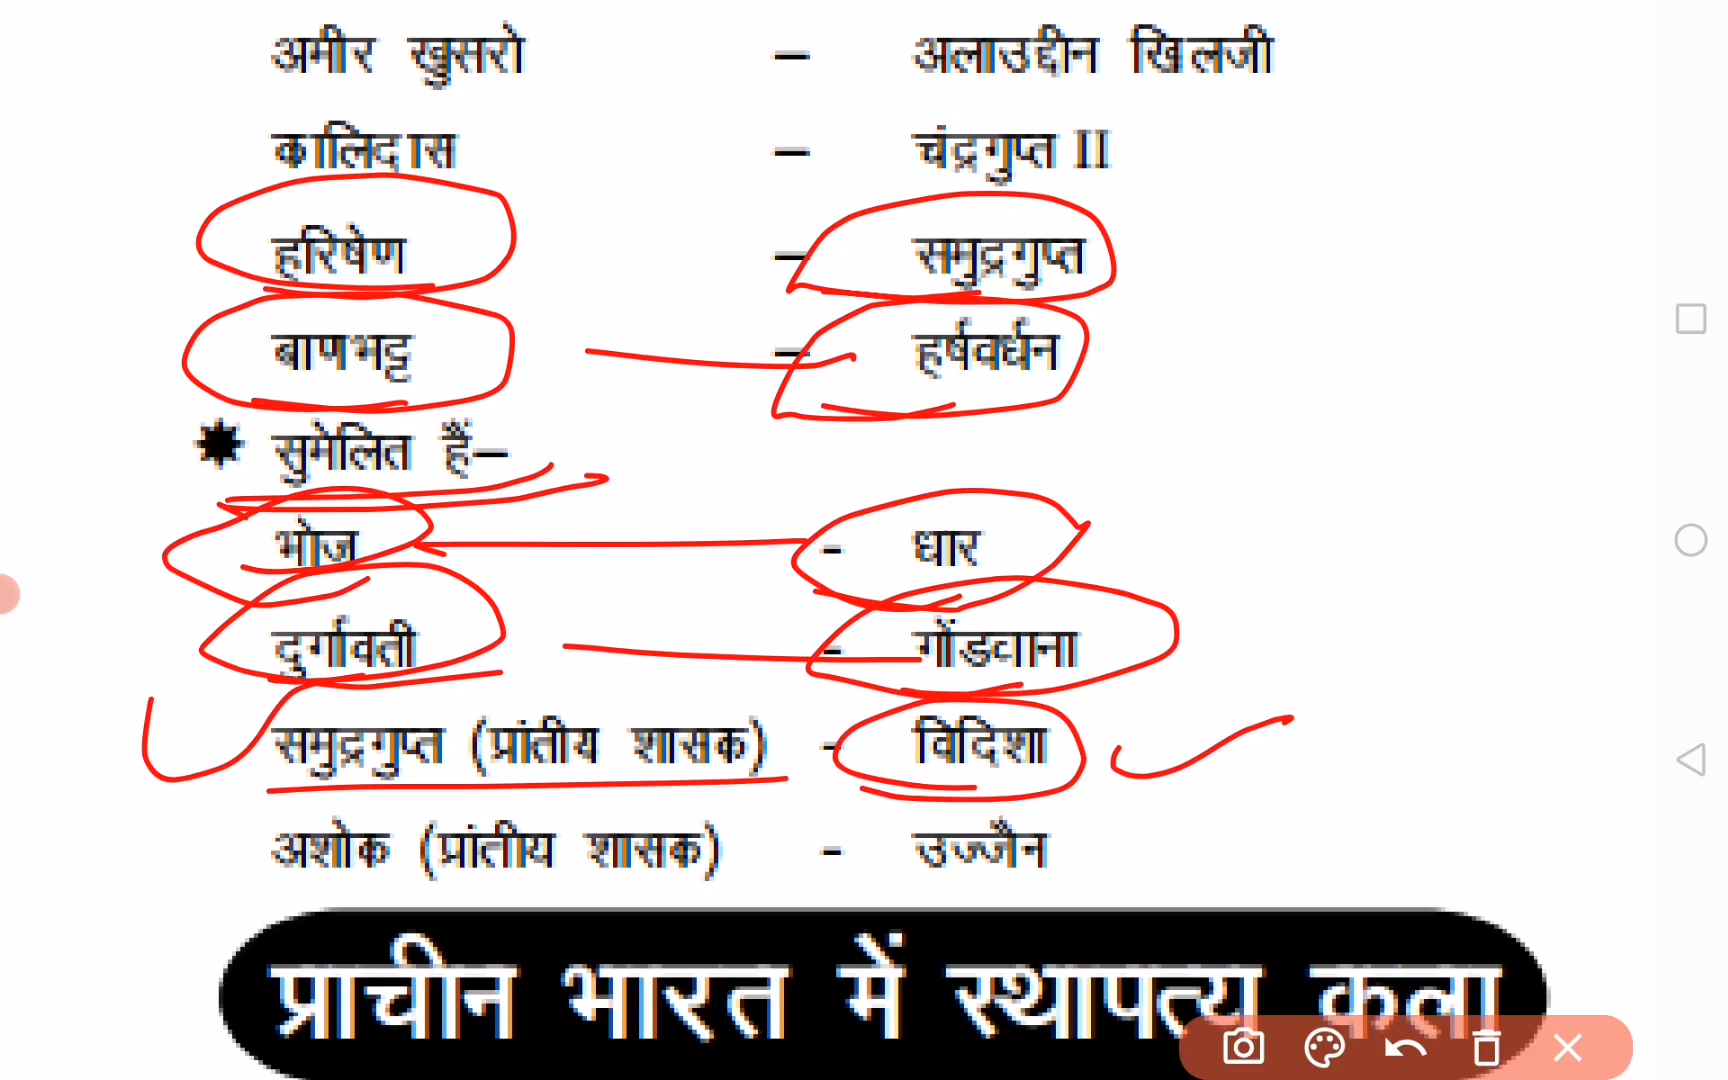 अमीर खुसरो – अलाउद्दीन खिलजी
कालिदास – चंद्रगुप्त II
हरिषेण – समुद्रगुप्त
बाणभट्ट – हर्षवर्धन
✸ सुमेलित हैं–
भोज - धार
दुर्गावती - गोंडवाना
समुद्रगुप्त (प्रांतीय शासक) - विदिशा
अशोक (प्रांतीय शासक) - उज्जैन
प्राचीन भारत में स्थापत्य कला